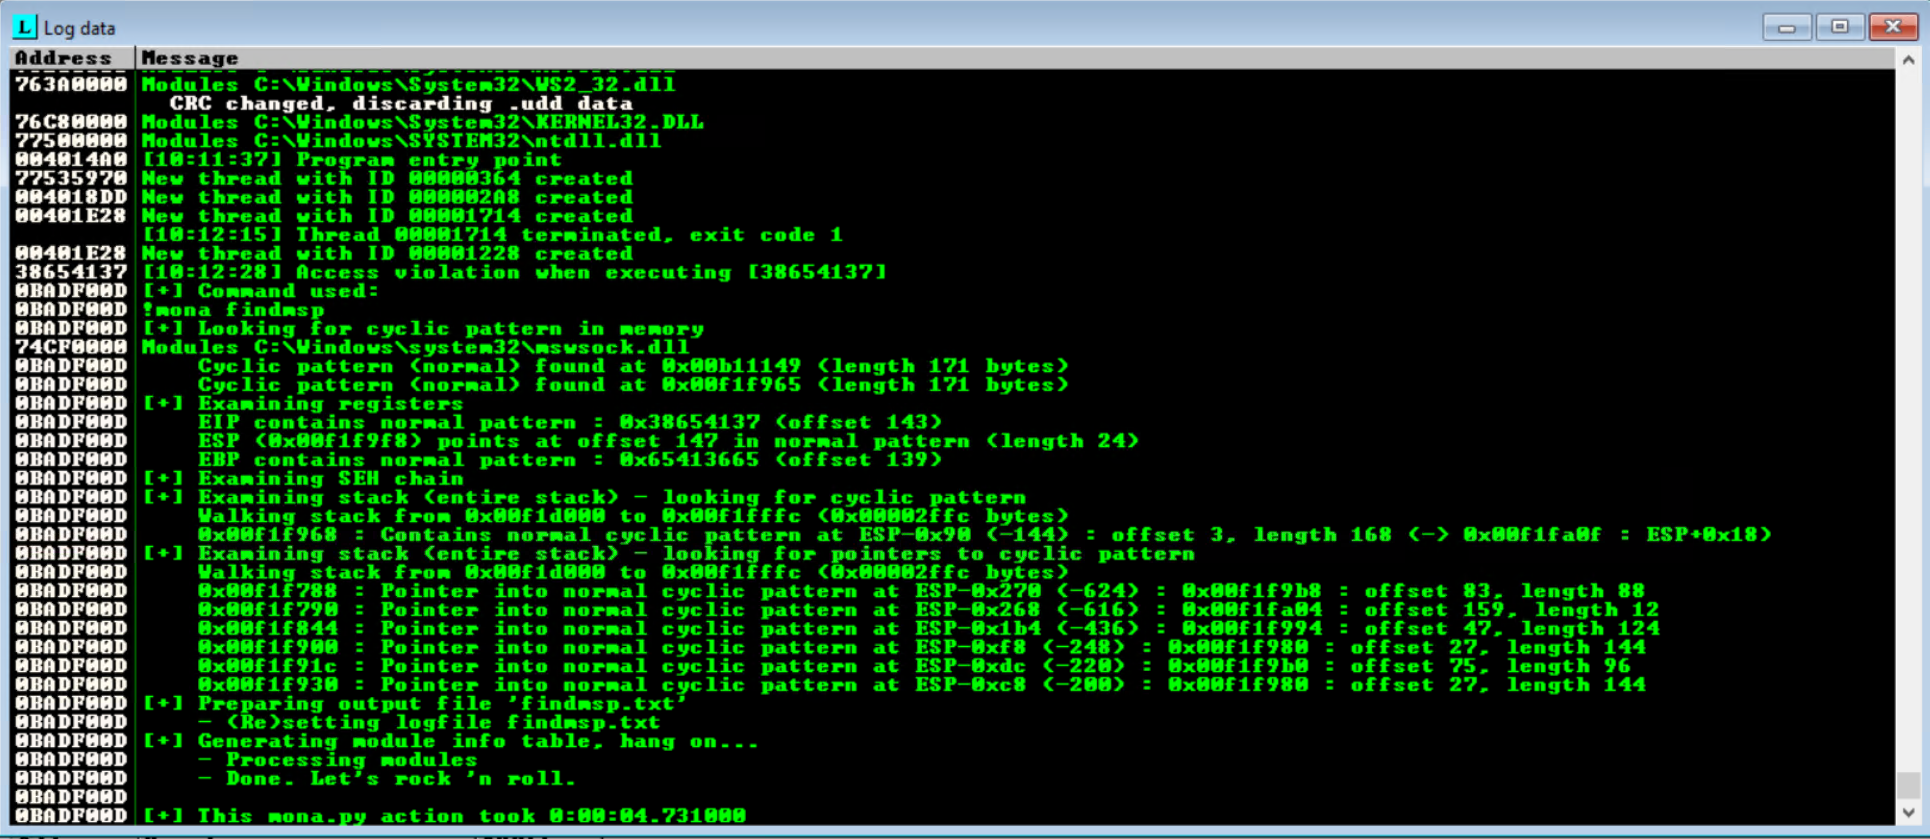 L Log data
Address Message
763A0000 Modules C:\Windows\System32\WS2_32.dll
CRC changed, discarding .udd data
76C80000 Modules C:\Windows\System32\KERNEL32.DLL
77500000 Modules C:\Windows\SYSTEM32\ntdll.dll
004014A0 [10:11:37] Program entry point
77535970 New thread with ID 00000364 created
004018DD New thread with ID 000002A8 created
00401E28 New thread with ID 00001714 created
[10:12:15] Thread 00001714 terminated, exit code 1
00401E28 New thread with ID 00001228 created
38654137 [10:12:28] Access violation when executing [38654137]
0BADF00D [+] Command used:
0BADF00D !mona findmsp
0BADF00D [+] Looking for cyclic pattern in memory
74CF0000 Modules C:\Windows\system32\mswsock.dll
0BADF00D Cyclic pattern (normal) found at 0x00b11149 (length 171 bytes)
0BADF00D Cyclic pattern (normal) found at 0x00f1f965 (length 171 bytes)
0BADF00D [+] Examining registers
0BADF00D EIP contains normal pattern : 0x38654137 (offset 143)
0BADF00D ESP (0x00f1f9f8) points at offset 147 in normal pattern (length 24)
0BADF00D EBP contains normal pattern : 0x65413665 (offset 139)
0BADF00D [+] Examining SEH chain
0BADF00D [+] Examining stack (entire stack) - looking for cyclic pattern
0BADF00D Walking stack from 0x00f1d000 to 0x00f1fffc (0x00002ffc bytes)
0BADF00D 0x00f1f968 : Contains normal cyclic pattern at ESP-0x90 (-144) : offset 3, length 168 (-> 0x00f1fa0f : ESP+0x18)
0BADF00D [+] Examining stack (entire stack) - looking for pointers to cyclic pattern
0BADF00D Walking stack from 0x00f1d000 to 0x00f1fffc (0x00002ffc bytes)
0BADF00D 0x00f1f788 : Pointer into normal cyclic pattern at ESP-0x270 (-624) : 0x00f1f9b8 : offset 83, length 88
0BADF00D 0x00f1f790 : Pointer into normal cyclic pattern at ESP-0x268 (-616) : 0x00f1fa04 : offset 159, length 12
0BADF00D 0x00f1f844 : Pointer into normal cyclic pattern at ESP-0x1b4 (-436) : 0x00f1f994 : offset 47, length 124
0BADF00D 0x00f1f900 : Pointer into normal cyclic pattern at ESP-0xf8 (-248) : 0x00f1f980 : offset 27, length 144
0BADF00D 0x00f1f91c : Pointer into normal cyclic pattern at ESP-0xdc (-220) : 0x00f1f9b0 : offset 75, length 96
0BADF00D 0x00f1f930 : Pointer into normal cyclic pattern at ESP-0xc8 (-200) : 0x00f1f980 : offset 27, length 144
0BADF00D [+] Preparing output file 'findmsp.txt'
0BADF00D - (Re)setting logfile findmsp.txt
0BADF00D [+] Generating module info table, hang on...
0BADF00D - Processing modules
0BADF00D - Done. Let's rock 'n roll.
0BADF00D
0BADF00D [+] This mona.py action took 0:00:04.731000